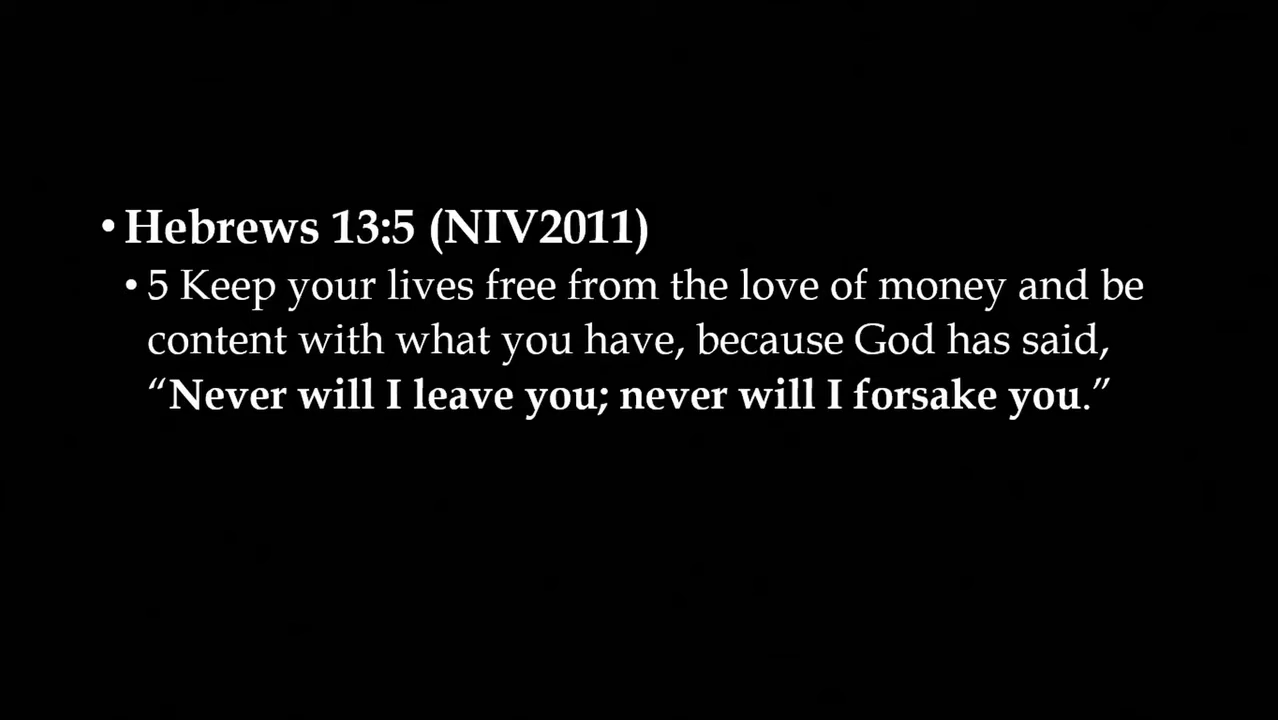 • Hebrews 13:5 (NIV2011)
• 5 Keep your lives free from the love of money and be
content with what you have, because God has said,
“Never will I leave you; never will I forsake you.”